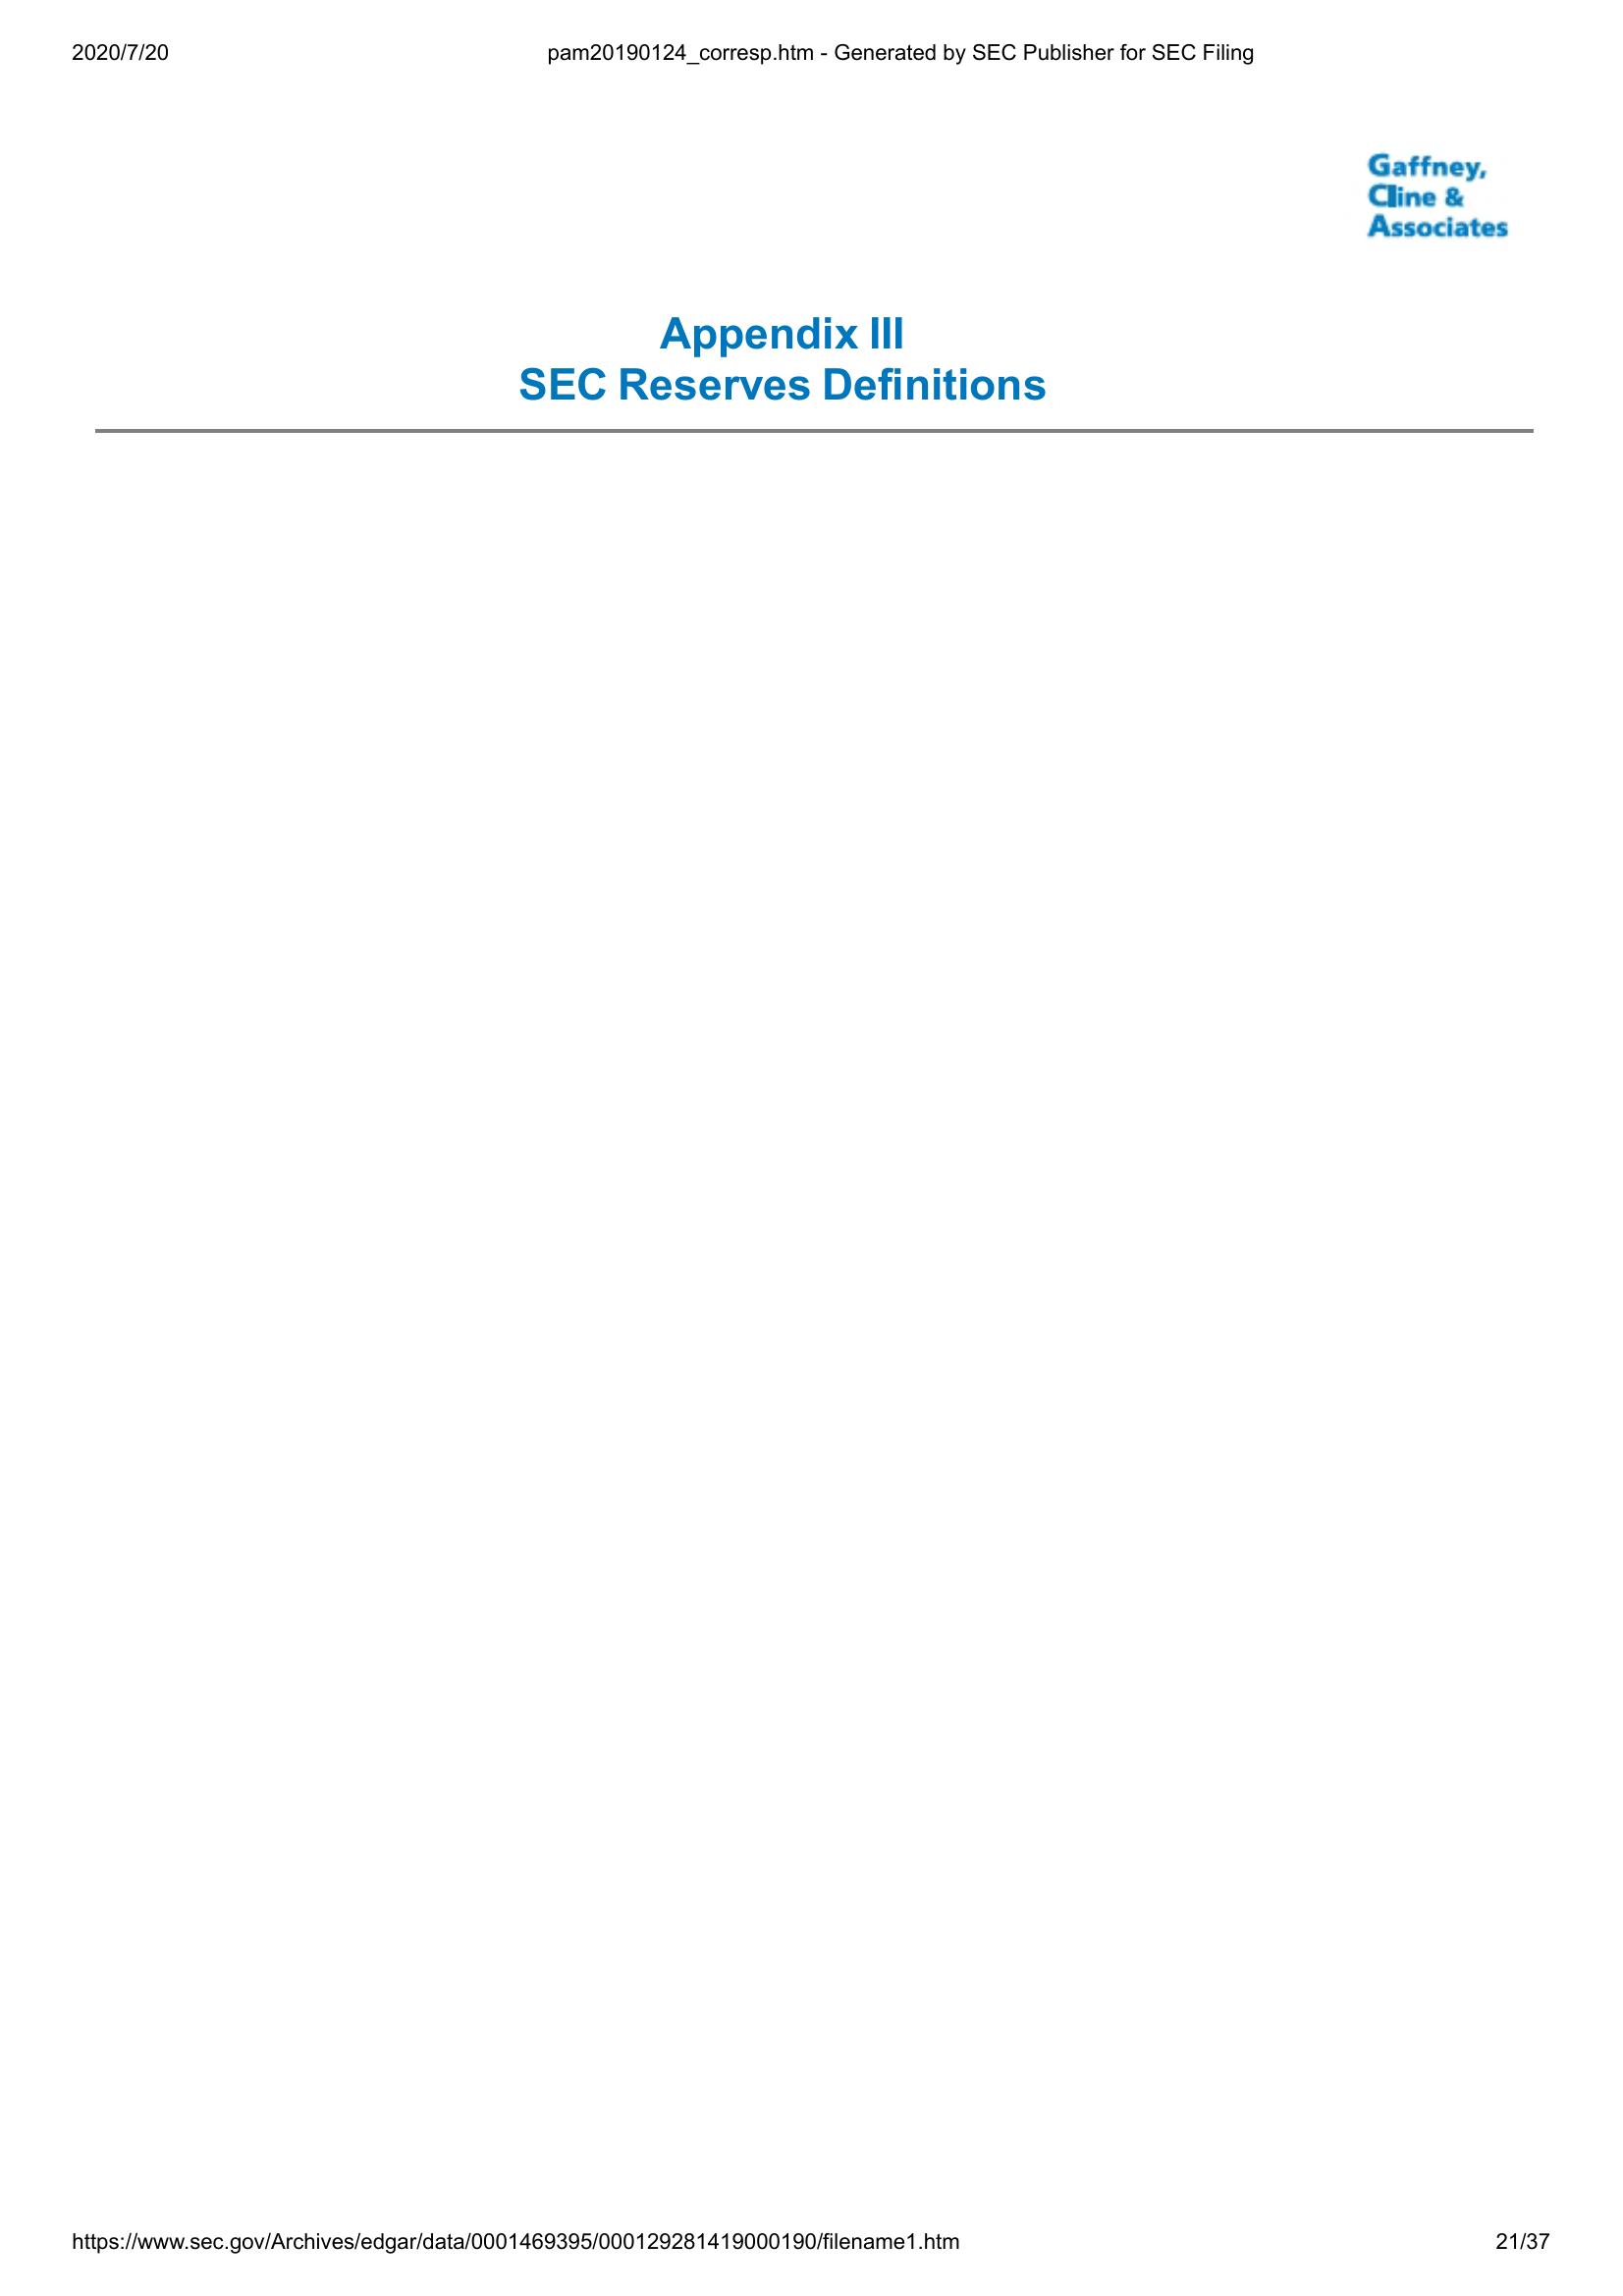 2020/7/20 pam20190124_corresp.htm - Generated by SEC Publisher for SEC Filing
Gaffney,
Cline &
Associates
Appendix III
SEC Reserves Definitions
https://www.sec.gov/Archives/edgar/data/0001469395/000129281419000190/filename1.htm 21/37